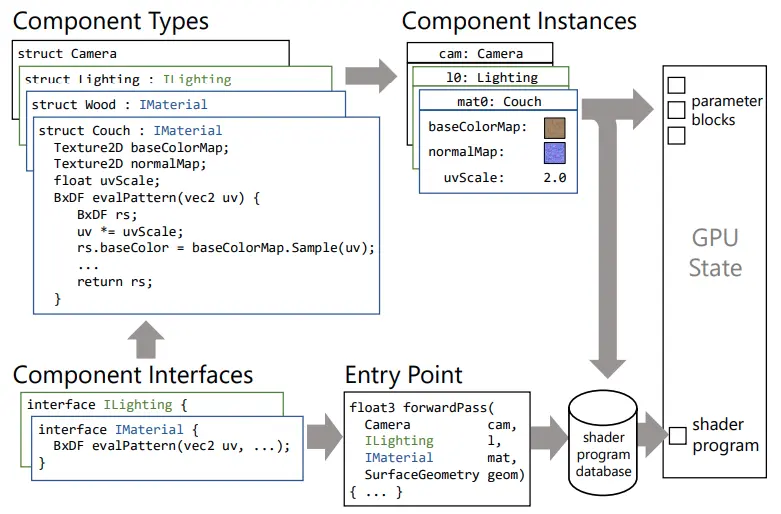 Component Types
struct Camera
struct Lighting : ILighting
struct Wood : IMaterial
struct Couch : IMaterial
Texture2D baseColorMap;
Texture2D normalMap;
float uvScale;
BxDF evalPattern(vec2 uv) {
BxDF rs;
uv *= uvScale;
rs.baseColor = baseColorMap.Sample(uv);
...
return rs;
}
Component Instances
cam: Camera
l0: Lighting
mat0: Couch
baseColorMap:
normalMap:
uvScale: 2.0
parameter
blocks
GPU
State
shader
program
Component Interfaces
interface ILighting {
interface IMaterial {
BxDF evalPattern(vec2 uv, ...);
}
Entry Point
float3 forwardPass(
Camera cam,
ILighting l,
IMaterial mat,
SurfaceGeometry geom)
{ ... }
shader
program
database